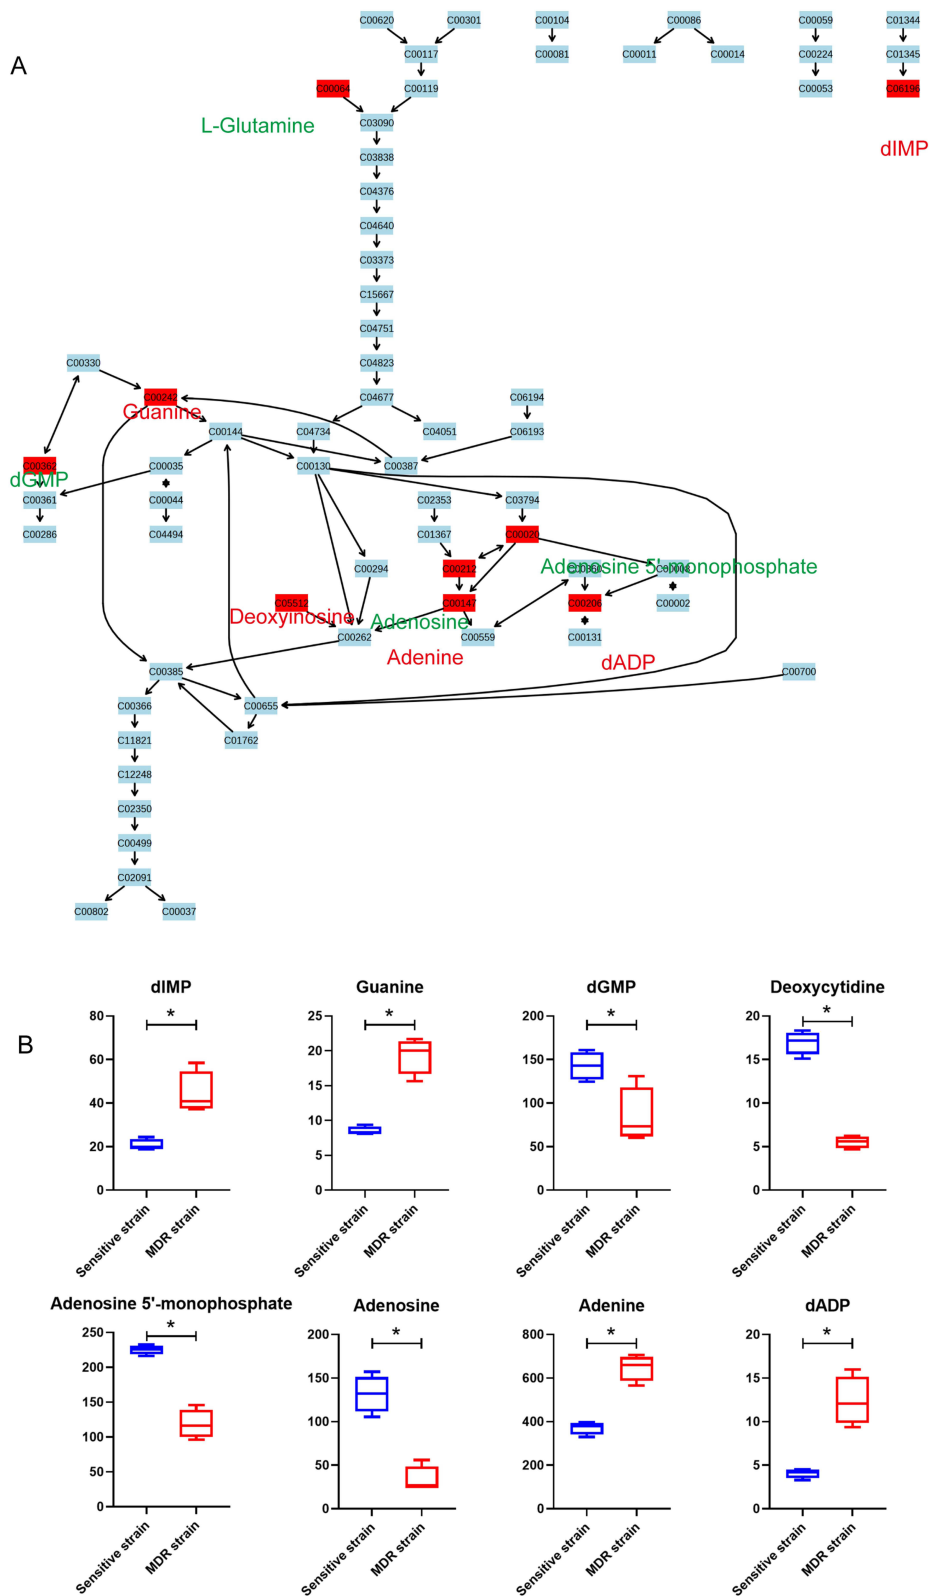 C00620 C00301 C00104 C00086 C00059 C01344
A
C00117 C00081 C00011 C00014 C00224 C01345
C00064 C00119 C00053 C06196
L-Glutamine C03090
dIMP
C03838
C04376
C04640
C03373
C15667
C04751
C00330 C04823
C00242 C04677 C06194
Guanine
C00144 C04734 C04051 C06193
C00362 C00035 C00130 C00387
dGMP
C00361 C00044 C02353 C03794
C00286 C04494 C01367 C00020
C00294 C00212 Adenosine 5'-monophosphate
C05512 C00147 C00206 C00002
Deoxyinosine Adenosine
C00262 C00559 C00131
Adenine dADP
C00385 C00700
C00366 C00655
C11821 C01762
C12248
C02350
C00499
C02091
C00802 C00037
B
dIMP Guanine dGMP Deoxycytidine
* * * *
80 60 40 20 0
25 20 15 10 5 0
200 150 100 50 0
20 15 10 5 0
Sensitive strain MDR strain Sensitive strain MDR strain Sensitive strain MDR strain Sensitive strain MDR strain
Adenosine 5'-monophosphate Adenosine Adenine dADP
* * * *
250 200 150 100 50 0
200 150 100 50 0
800 600 400 200 0
20 15 10 5 0
Sensitive strain MDR strain Sensitive strain MDR strain Sensitive strain MDR strain Sensitive strain MDR strain